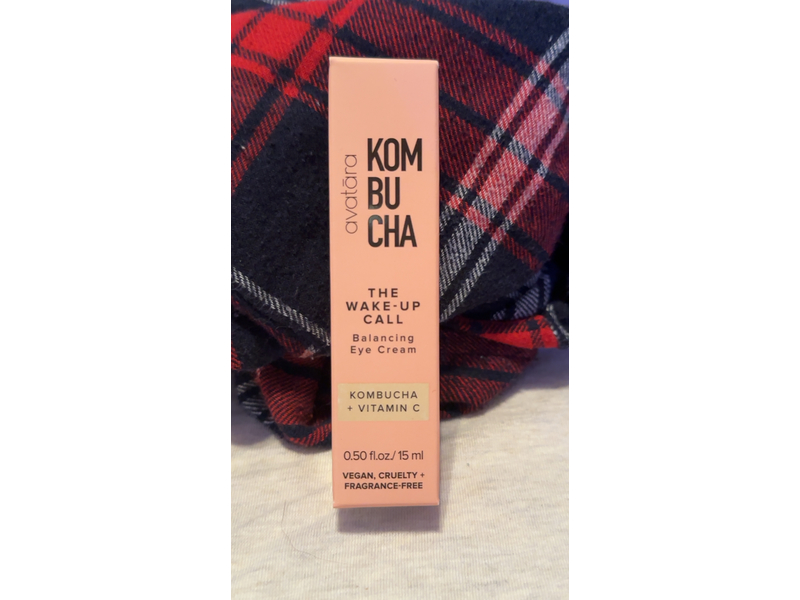 avatāra
KOM
BU
CHA
THE
WAKE-UP
CALL
Balancing
Eye Cream
KOMBUCHA
+ VITAMIN C
0.50 fl.oz./ 15 ml
VEGAN, CRUELTY +
FRAGRANCE-FREE